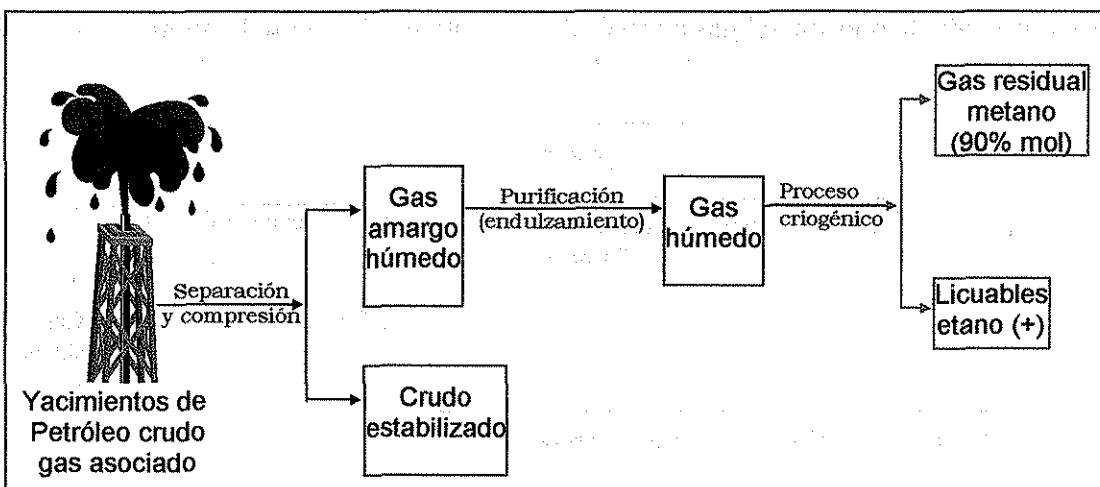 Yacimientos de
Petróleo crudo
gas asociado
Separación
y compresión
Gas
amargo
húmedo
Crudo
estabilizado
Purificación
(endulzamiento)
Gas
húmedo
Proceso
criogénico
Gas residual
metano
(90% mol)
Licuables
etano (+)